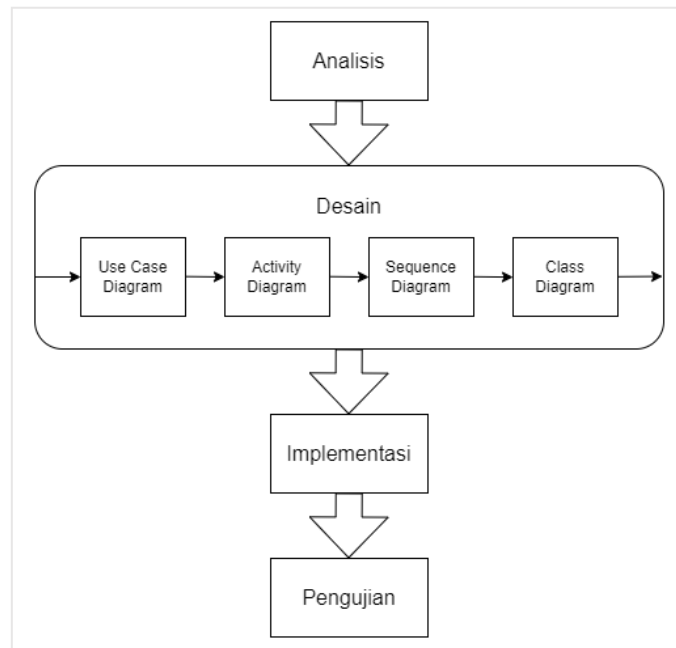 Analisis
Desain
Use Case
Diagram
Activity
Diagram
Sequence
Diagram
Class
Diagram
Implementasi
Pengujian